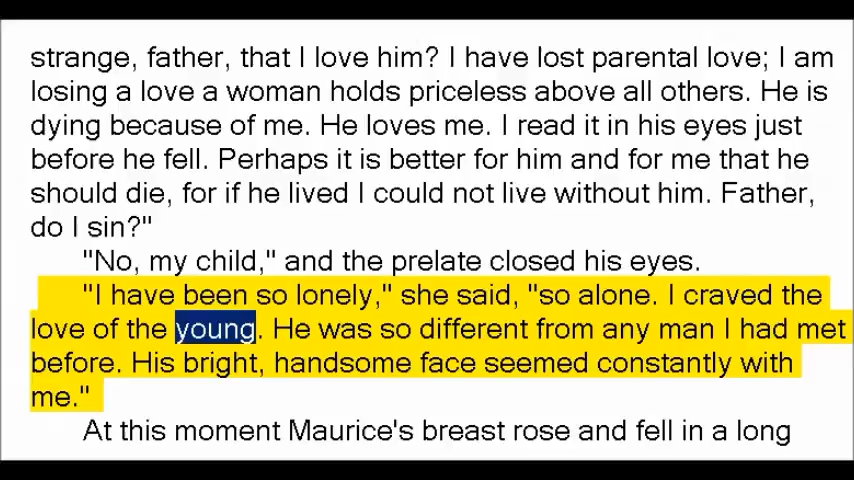 strange, father, that I love him? I have lost parental love; I am
losing a love a woman holds priceless above all others. He is
dying because of me. He loves me. I read it in his eyes just
before he fell. Perhaps it is better for him and for me that he
should die, for if he lived I could not live without him. Father,
do I sin?"
"No, my child," and the prelate closed his eyes.
"I have been so lonely," she said, "so alone. I craved the
love of the young. He was so different from any man I had met
before. His bright, handsome face seemed constantly with
me."
At this moment Maurice's breast rose and fell in a long